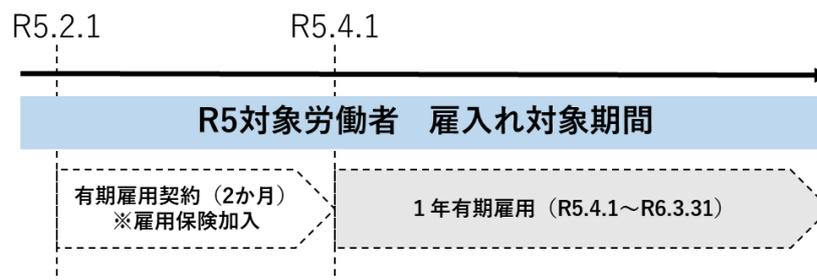 R5.2.1
R5.4.1
R5対象労働者　雇入れ対象期間
有期雇用契約（2か月）
※雇用保険加入
１年有期雇用（R5.4.1～R6.3.31）